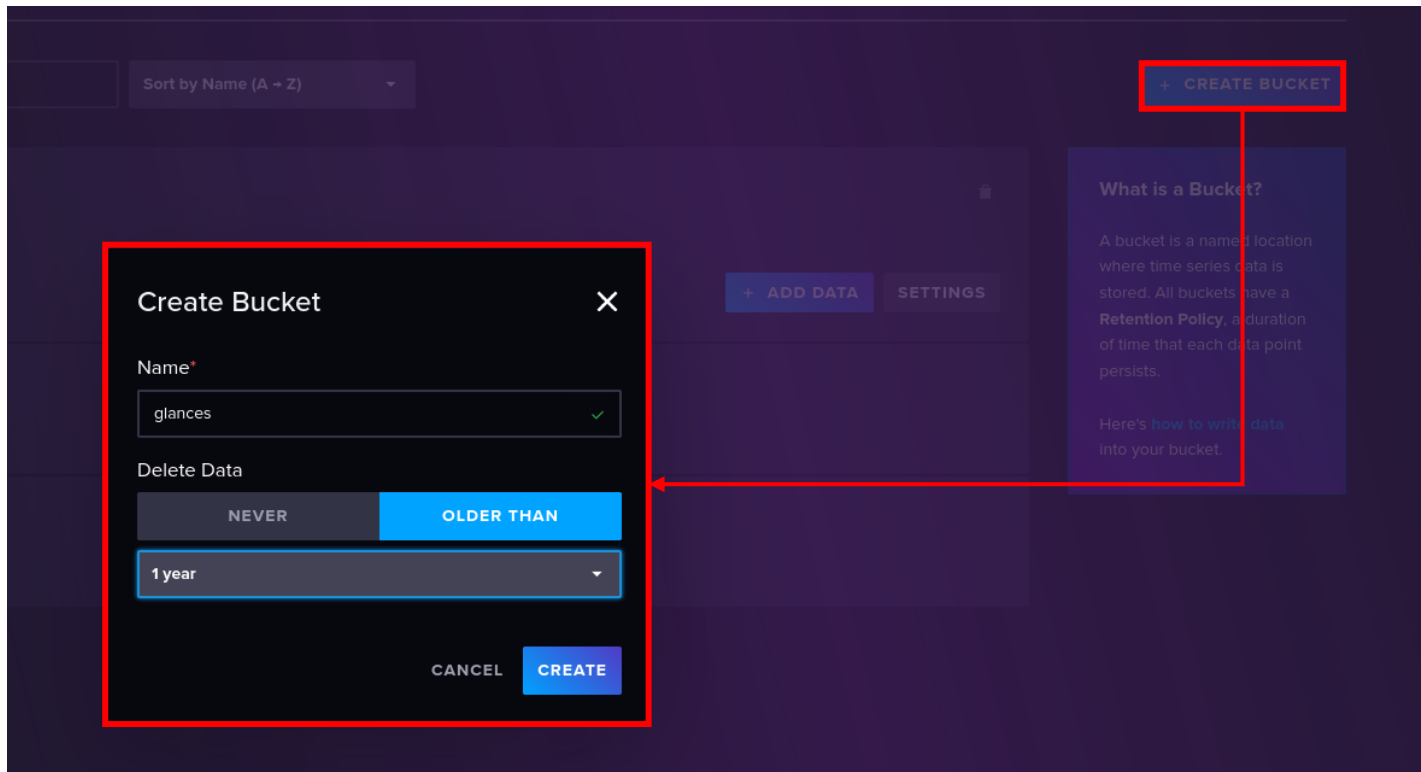 Sort by Name (A → Z)
+ CREATE BUCKET
What is a Bucket?
A bucket is a named location
where time series data is
stored. All buckets have a
Retention Policy, a duration
of time that each data point
persists.
Here's how to write data
into your bucket.
+ ADD DATA
SETTINGS
Create Bucket
Name*
glances
Delete Data
NEVER
OLDER THAN
1 year
CANCEL
CREATE